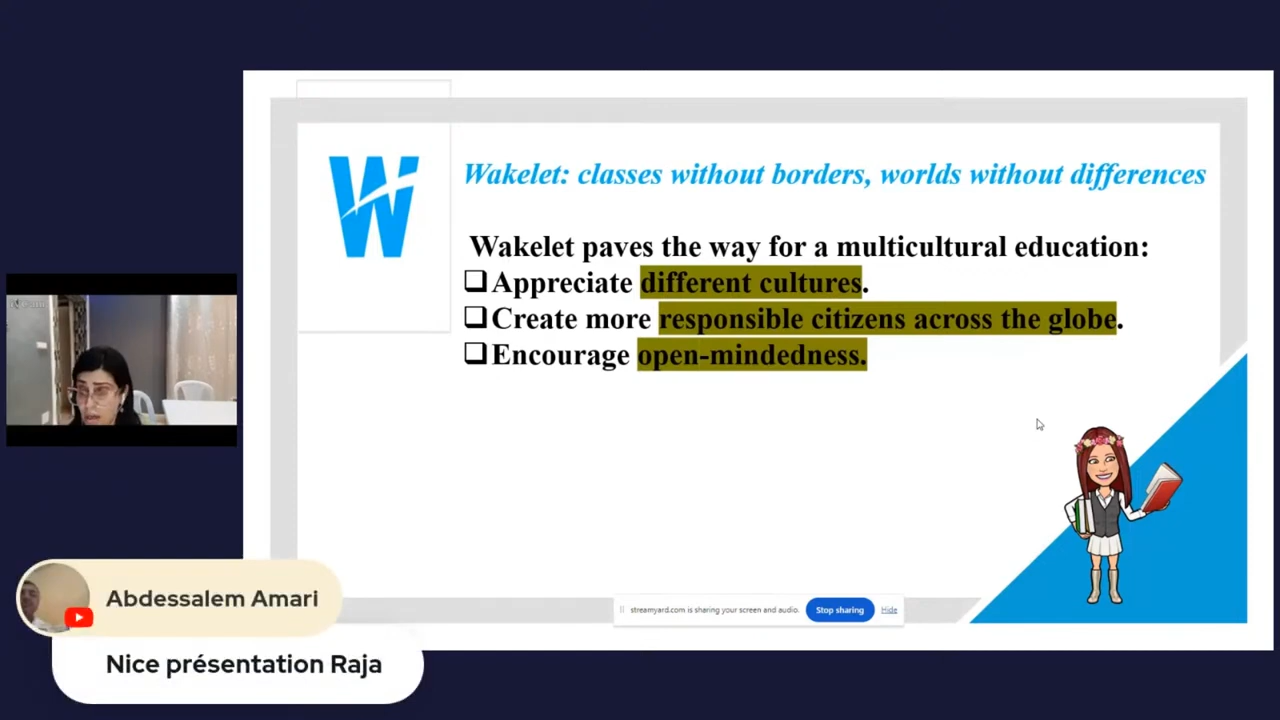 Wakelet: classes without borders, worlds without differences
Wakelet paves the way for a multicultural education:
❑Appreciate different cultures.
❑Create more responsible citizens across the globe.
❑Encourage open-mindedness.
streamyard.com is sharing your screen and audio. Stop sharing Hide
Abdessalem Amari
Nice présentation Raja